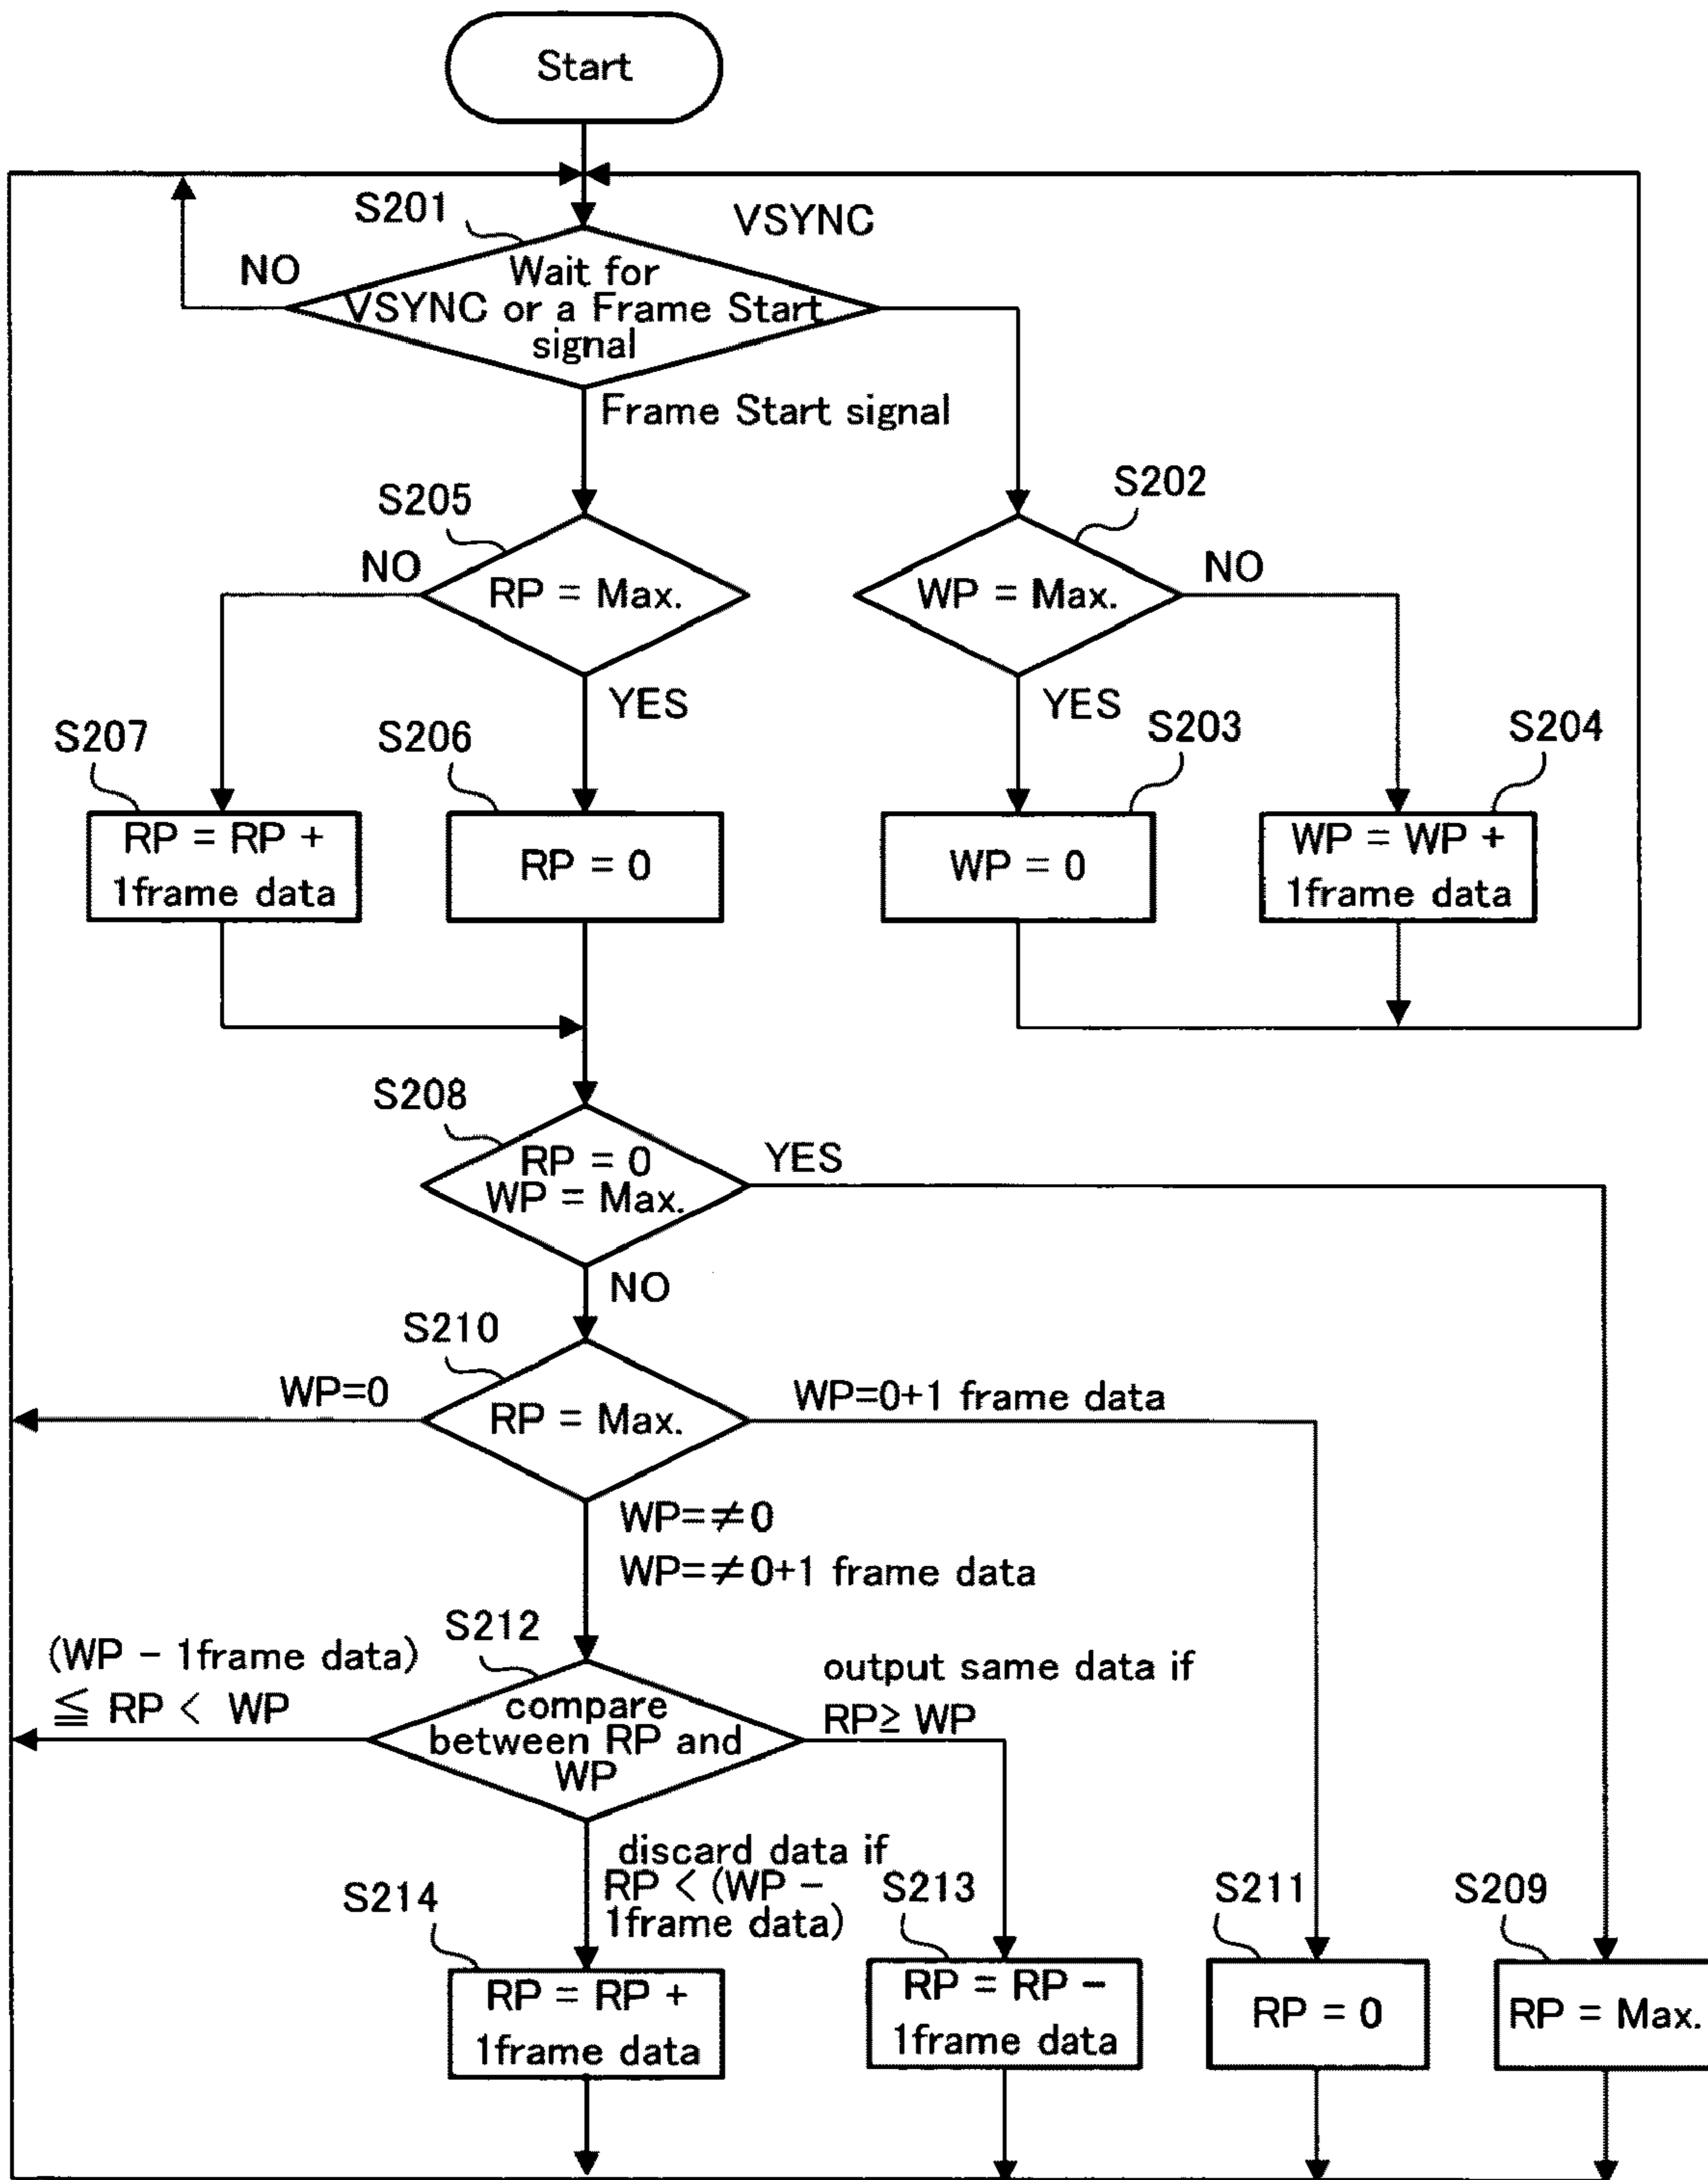 Start
S201
VSYNC
NO
Wait for
VSYNC or a Frame Start
signal
Frame Start signal
S205
S202
NO
RP = Max.
WP = Max.
NO
YES
YES
S207
S206
S203
S204
RP = RP +
1frame data
RP = 0
WP = 0
WP = WP +
1frame data
S208
RP = 0
WP = Max.
YES
NO
S210
WP=0
RP = Max.
WP=0+1 frame data
WP=≠0
WP=≠0+1 frame data
S212
(WP - 1frame data)
≦ RP < WP
compare
between RP and
WP
output same data if
RP≥ WP
discard data if
RP < (WP -
1frame data)
S214
S213
S211
S209
RP = RP +
1frame data
RP = RP -
1frame data
RP = 0
RP = Max.